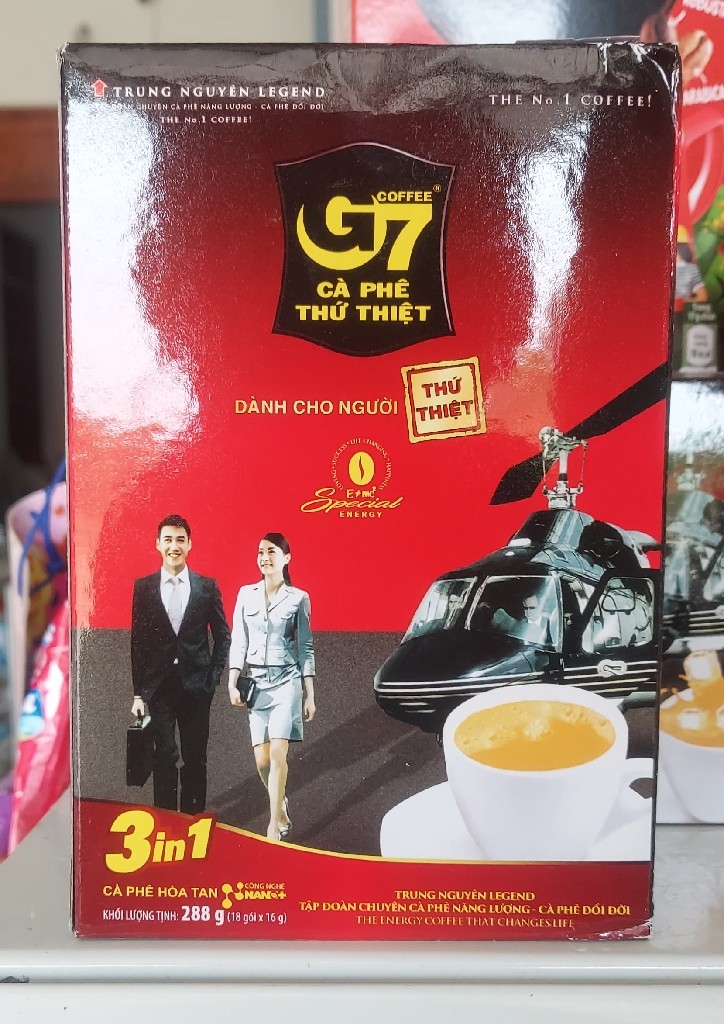 TRUNG NGUYÊN LEGEND
TẬP ĐOÀN CHUYÊN CÀ PHÊ NĂNG LƯỢNG - CÀ PHÊ ĐỔI ĐỜI
THE No.1 COFFEE!
THE No.1 COFFEE!
COFFEE
G7
CÀ PHÊ
THỨ THIỆT
DÀNH CHO NGƯỜI
THỨ
THIỆT
Special
ENERGY
3in1
CÀ PHÊ HÒA TAN
CÔNG NGHỆ
NANO+
KHỐI LƯỢNG TỊNH: 288 g (18 gói x 16 g)
TRUNG NGUYÊN LEGEND
TẬP ĐOÀN CHUYÊN CÀ PHÊ NĂNG LƯỢNG - CÀ PHÊ ĐỔI ĐỜI
THE ENERGY COFFEE THAT CHANGES LIFE